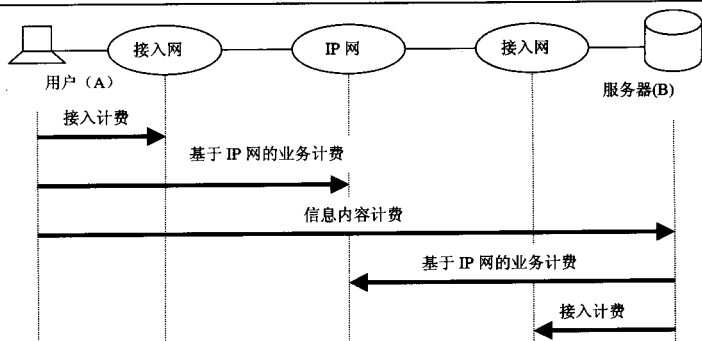 接入网
IP 网
接入网
用户（A）
服务器(B)
接入计费
基于 IP 网的业务计费
信息内容计费
基于 IP 网的业务计费
接入计费